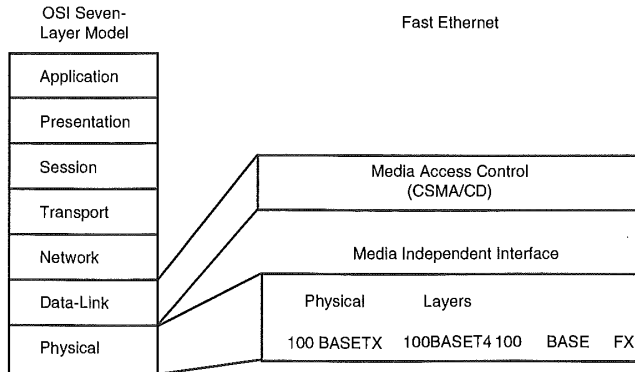 OSI Seven-
Layer Model
Fast Ethernet
Application
Presentation
Session
Transport
Network
Data-Link
Physical
Media Access Control
(CSMA/CD)
Media Independent Interface
Physical Layers
100 BASETX 100BASET4 100 BASE FX